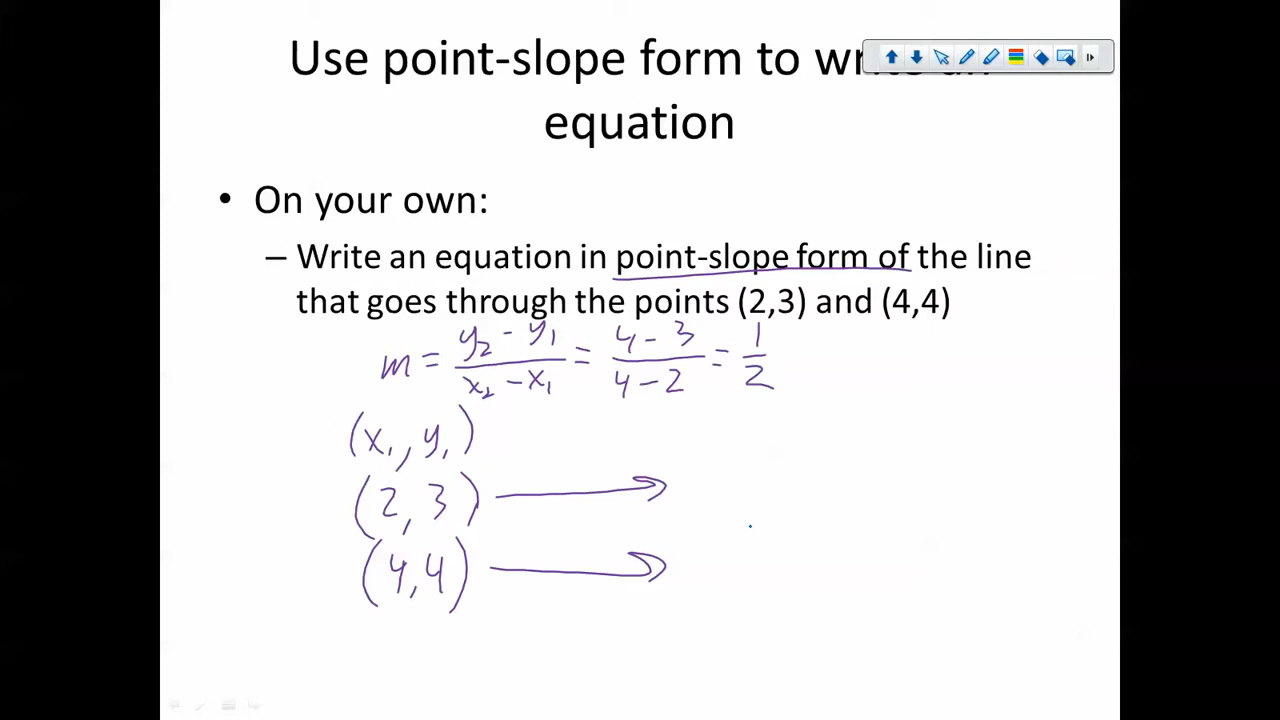 Use point-slope form to write an
equation
• On your own:
– Write an equation in point-slope form of the line
that goes through the points (2,3) and (4,4)
m = y₂ - y₁ / x₂ - x₁ = 4 - 3 / 4 - 2 = 1/2
(x₁, y₁)
(2, 3)
(4,4)